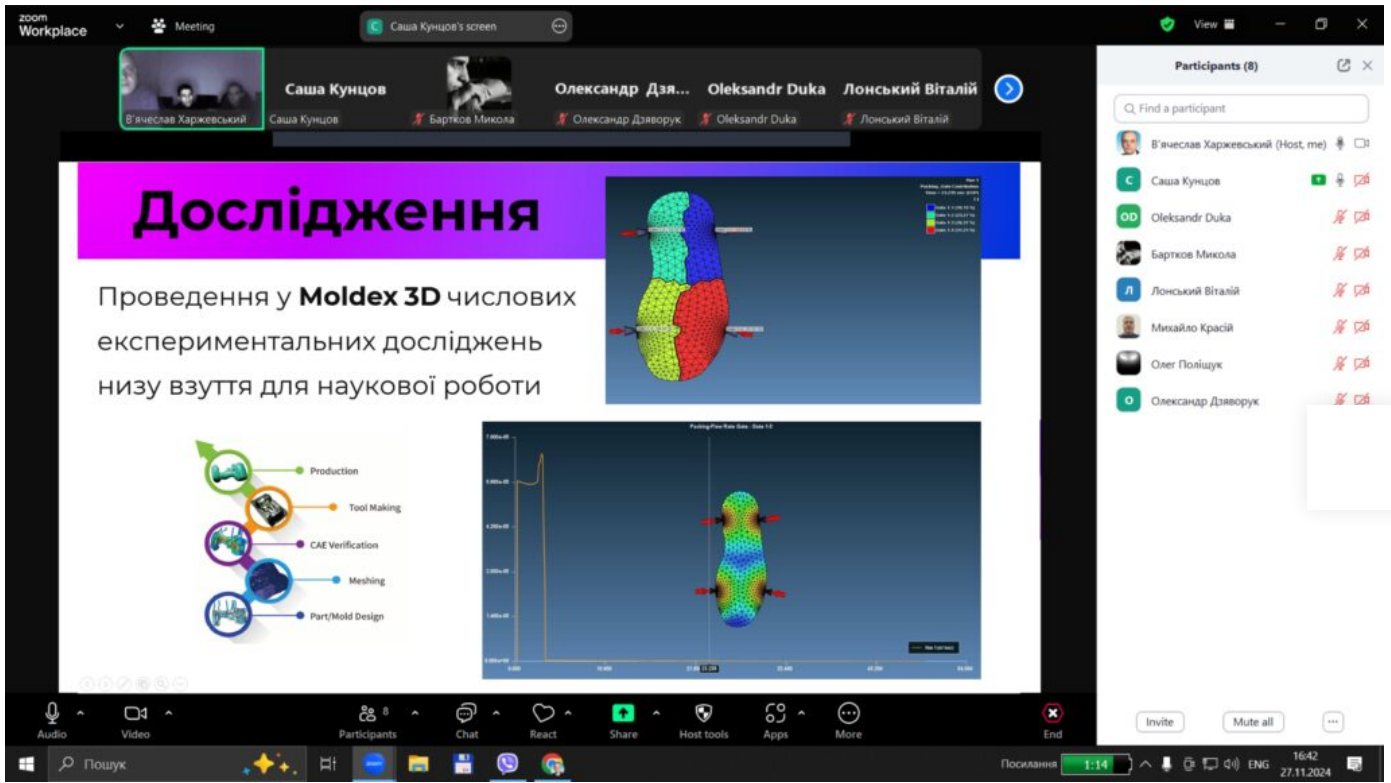 zoom
Workplace
Meeting
Саша Кунцов's screen
View
Саша Кунцов
Олександр Дзя...
Oleksandr Duka
Лонський Віталій
В'ячеслав Харжевський
Саша Кунцов
Бартков Микола
Олександр Дзяворук
Oleksandr Duka
Лонський Віталій
Participants (8)
Find a participant
В'ячеслав Харжевський (Host, me)
С Саша Кунцов
OD Oleksandr Duka
Бартков Микола
Л Лонський Віталій
Михайло Красій
Олег Поліщук
О Олександр Дзяворук
Дослідження
Проведення у Moldex 3D числових
експериментальних досліджень
низу взуття для наукової роботи
Production
Tool Making
CAE Verification
Meshing
Part/Mold Design
Audio
Video
Participants
8
Chat
React
Share
Host tools
Apps
More
End
Invite
Mute all
Пошук
Посилання
1:14
ENG
16:42
27.11.2024